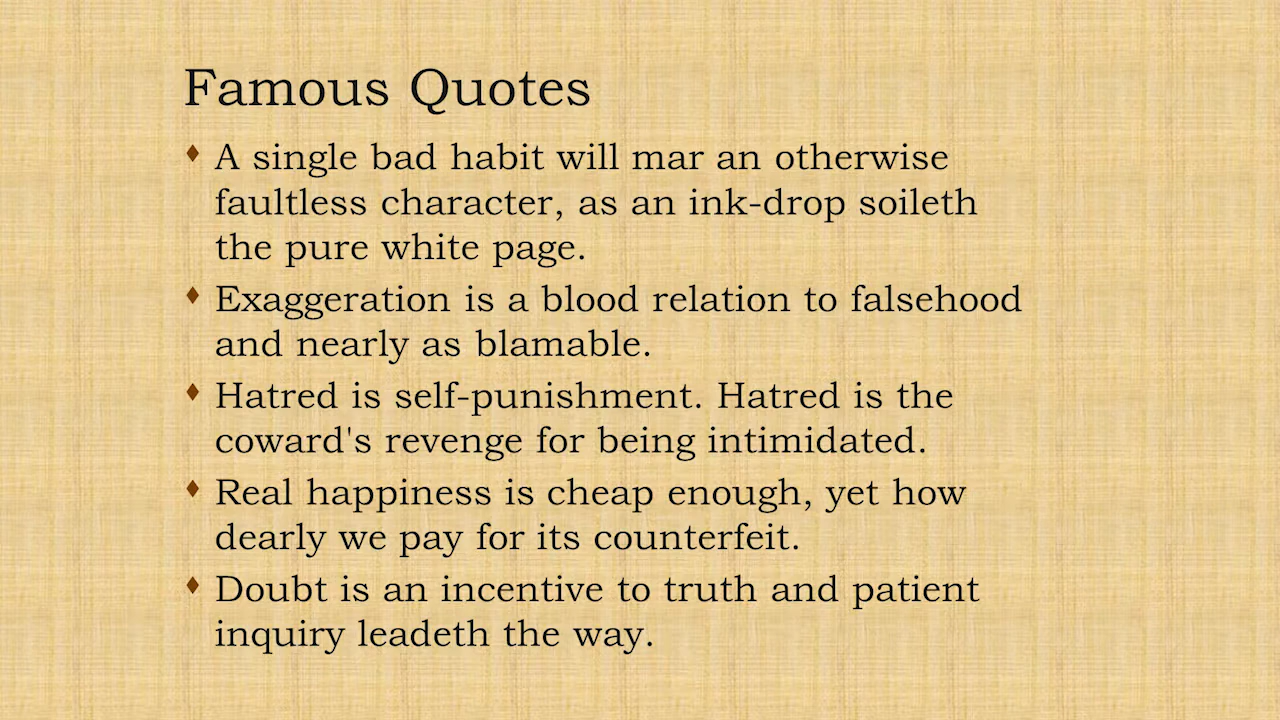 Famous Quotes
♦ A single bad habit will mar an otherwise
faultless character, as an ink-drop soileth
the pure white page.
♦ Exaggeration is a blood relation to falsehood
and nearly as blamable.
♦ Hatred is self-punishment. Hatred is the
coward's revenge for being intimidated.
♦ Real happiness is cheap enough, yet how
dearly we pay for its counterfeit.
♦ Doubt is an incentive to truth and patient
inquiry leadeth the way.